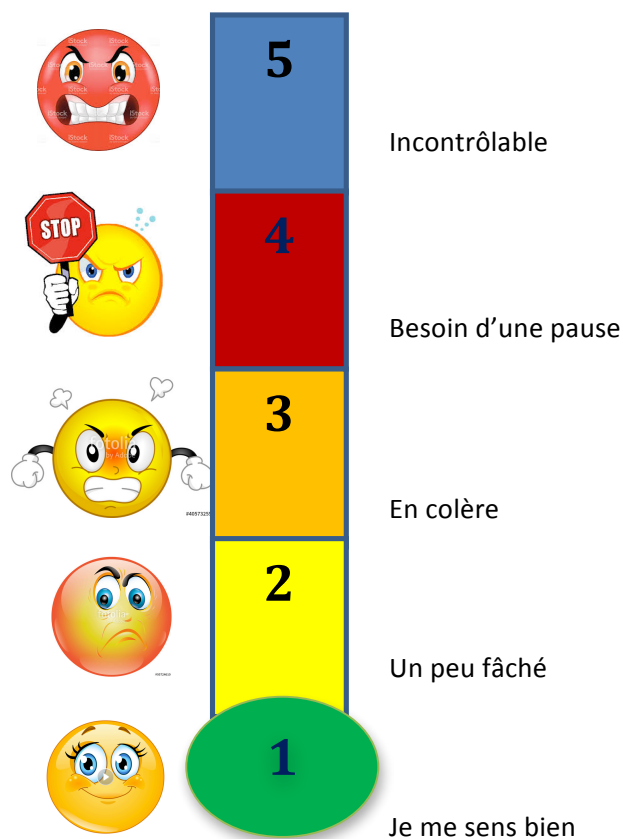 5
Incontrôlable
STOP
4
Besoin d’une pause
3
En colère
2
Un peu fâché
1
Je me sens bien